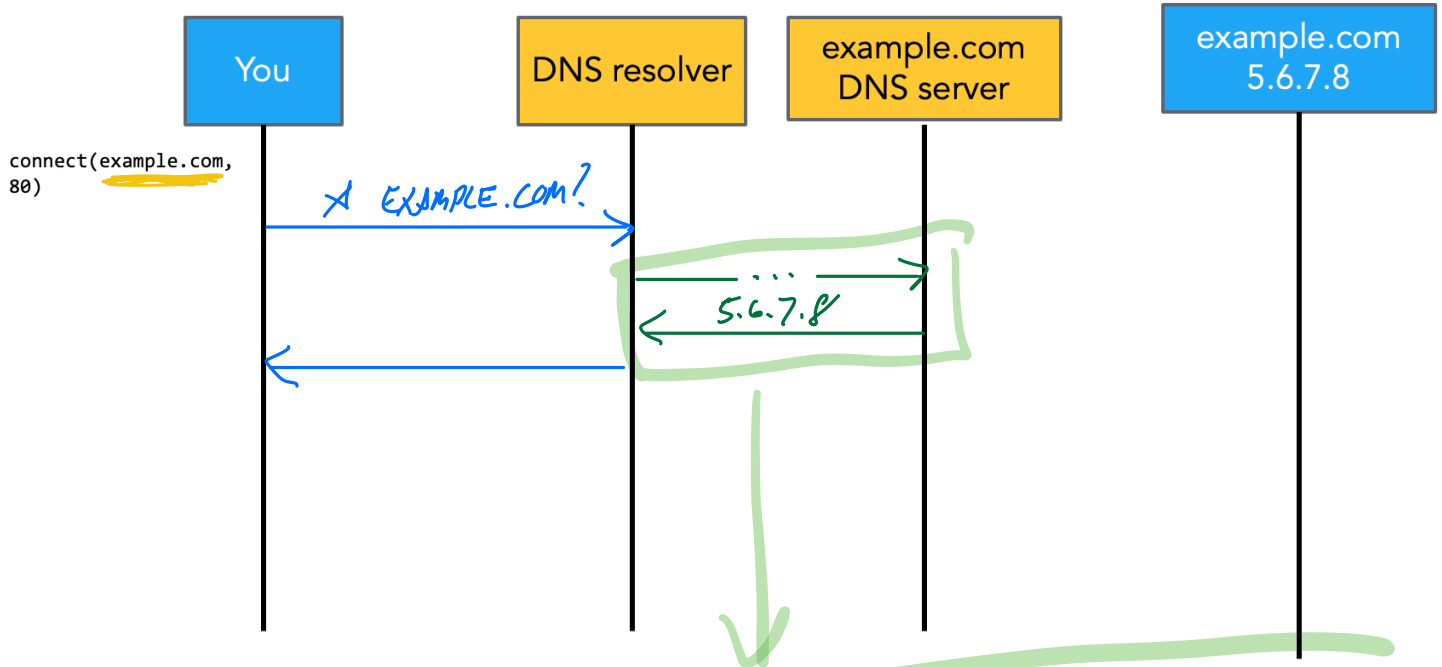 You
DNS resolver
example.com
DNS server
example.com
5.6.7.8
connect(example.com,
80)
A EXAMPLE.COM?
...
5.6.7.8